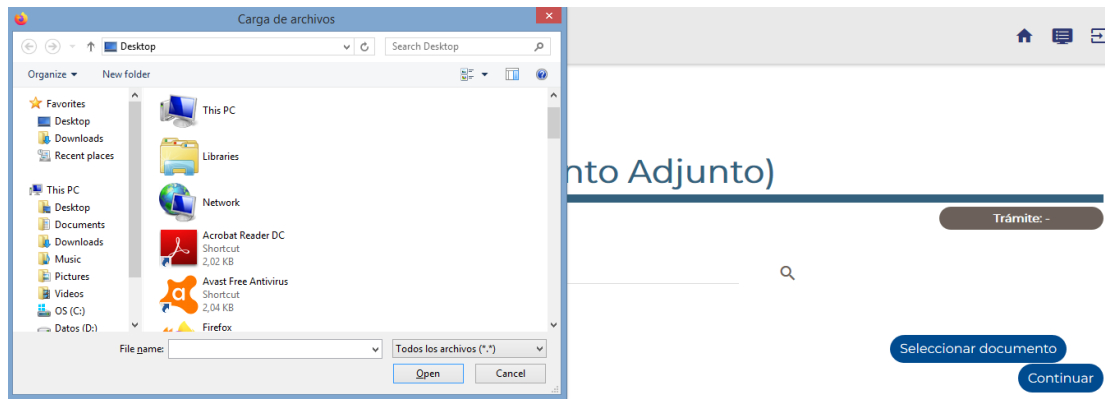 Carga de archivos
Desktop
Search Desktop
Organize
New folder
Favorites
Desktop
Downloads
Recent places
This PC
Desktop
Documents
Downloads
Music
Pictures
Videos
OS (C:)
Datos (D:)
This PC
Libraries
Network
Acrobat Reader DC
Shortcut
2,02 KB
Avast Free Antivirus
Shortcut
2,04 KB
Firefox
File name:
Todos los archivos (*.*)
Open
Cancel
nto Adjunto)
Trámite: -
Seleccionar documento
Continuar